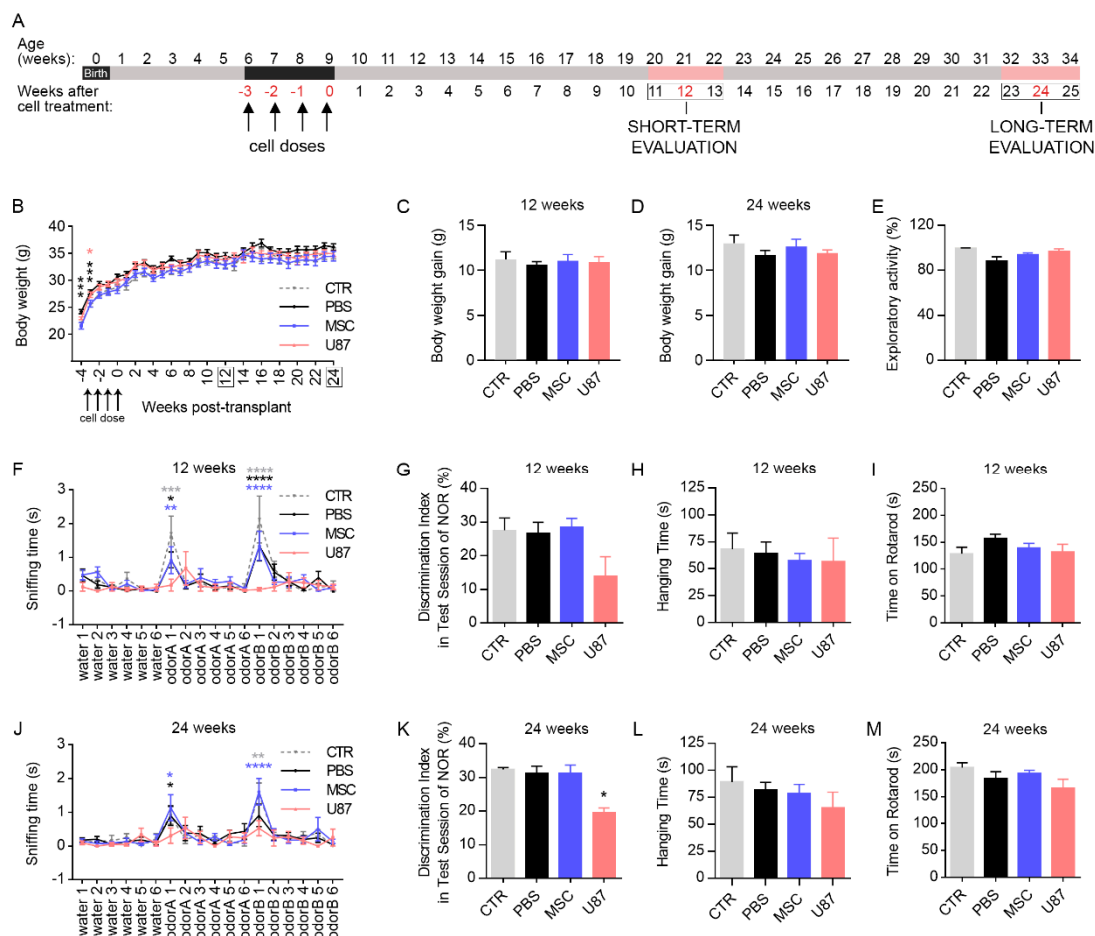 A
Age (weeks): 0 1 2 3 4 5 6 7 8 9 10 11 12 13 14 15 16 17 18 19 20 21 22 23 24 25 26 27 28 29 30 31 32 33 34
Birth
Weeks after cell treatment: -3 -2 -1 0 1 2 3 4 5 6 7 8 9 10 11 12 13 14 15 16 17 18 19 20 21 22 23 24 25
cell doses
SHORT-TERM EVALUATION
LONG-TERM EVALUATION
B
Body weight (g)
40
35
30
25
20
*
***
***
CTR
PBS
MSC
U87
-4 -2 0 2 4 6 8 10 12 14 16 18 20 22 24
cell dose
Weeks post-transplant
C
12 weeks
Body weight gain (g)
15
10
5
0
CTR PBS MSC U87
D
24 weeks
Body weight gain (g)
15
10
5
0
CTR PBS MSC U87
E
Exploratory activity (%)
150
100
50
0
CTR PBS MSC U87
F
12 weeks
Sniffing time (s)
3
2
1
0
-1
***
*
**
****
****
****
CTR
PBS
MSC
U87
water 1
water 2
water 3
water 4
water 5
water 6
odorA 1
odorA 2
odorA 3
odorA 4
odorA 5
odorA 6
odorB 1
odorB 2
odorB 3
odorB 4
odorB 5
odorB 6
G
12 weeks
Discrimination Index
in Test Session of NOR (%)
40
30
20
10
0
CTR PBS MSC U87
H
12 weeks
Hanging Time (s)
125
100
75
50
25
0
CTR PBS MSC U87
I
12 weeks
Time on Rotarod (s)
250
200
150
100
50
0
CTR PBS MSC U87
J
24 weeks
Sniffing time (s)
3
2
1
0
-1
*
*
**
****
CTR
PBS
MSC
U87
water 1
water 2
water 3
water 4
water 5
water 6
odorA 1
odorA 2
odorA 3
odorA 4
odorA 5
odorA 6
odorB 1
odorB 2
odorB 3
odorB 4
odorB 5
odorB 6
K
24 weeks
Discrimination Index
in Test Session of NOR (%)
40
30
20
10
0
*
CTR PBS MSC U87
L
24 weeks
Hanging Time (s)
125
100
75
50
25
0
CTR PBS MSC U87
M
24 weeks
Time on Rotarod (s)
250
200
150
100
50
0
CTR PBS MSC U87